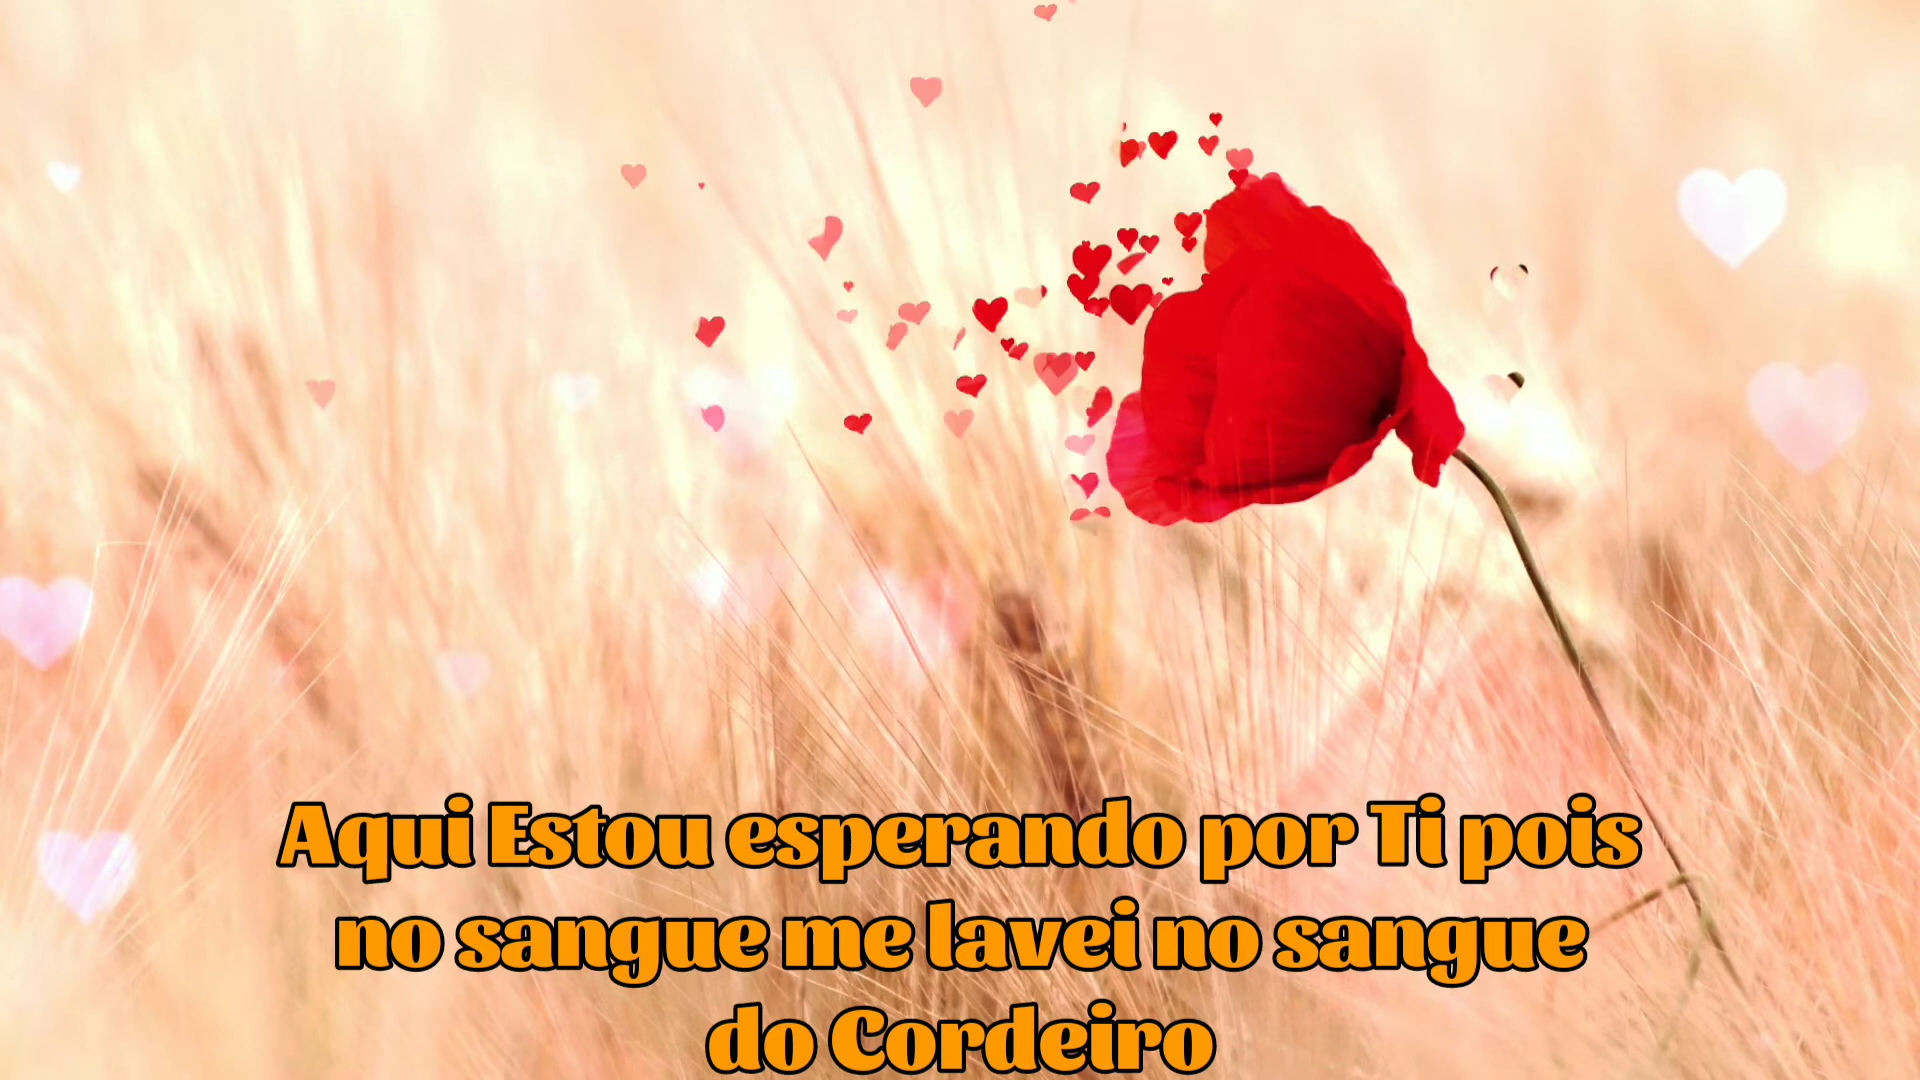 Aqui Estou esperando por Ti pois
no sangue me lavei no sangue
do Cordeiro